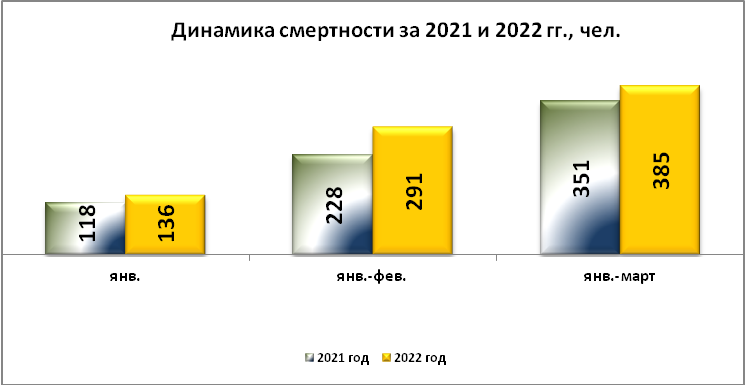 Динамика смертности за 2021 и 2022 гг., чел.
118
136
228
291
351
385
янв.
янв.-фев.
янв.-март
2021 год
2022 год